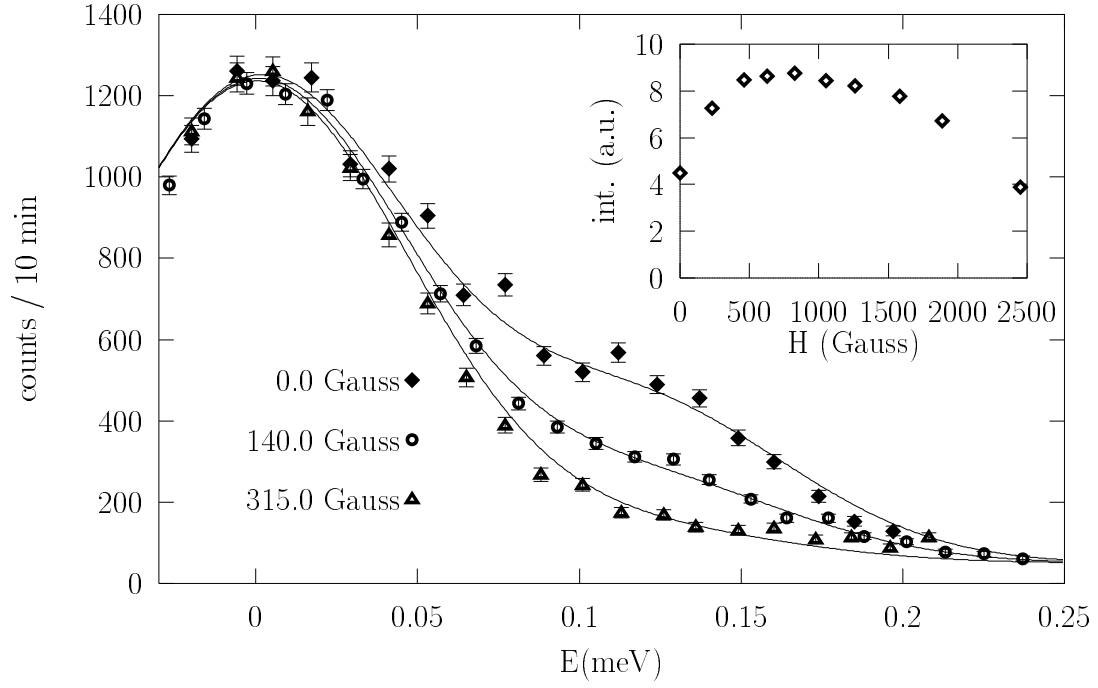 1400
1200
1000
800
600
400
200
0
counts / 10 min
0.0 Gauss
140.0 Gauss
315.0 Gauss
0 0.05 0.1 0.15 0.2 0.25
E(meV)
10
8
6
4
2
0
int. (a.u.)
0 500 1000 1500 2000 2500
H (Gauss)